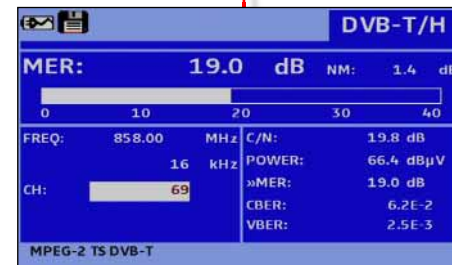 DVB-T/H
MER: 19.0 dB NM: 1.4 d
0 10 20 30 40
FREQ: 858.00 MHz
16 kHz
CH: 69
C/N: 19.8 dB
POWER: 66.4 dBµV
»MER: 19.0 dB
CBER: 6.2E-2
VBER: 2.5E-3
MPEG-2 TS DVB-T